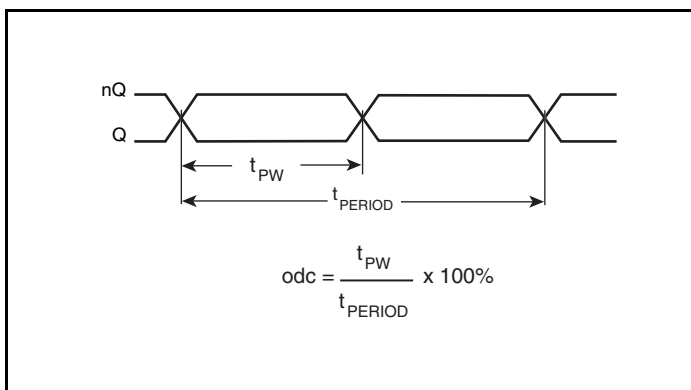 nQ
Q
tPW
tPERIOD
odc = tPW / tPERIOD x 100%